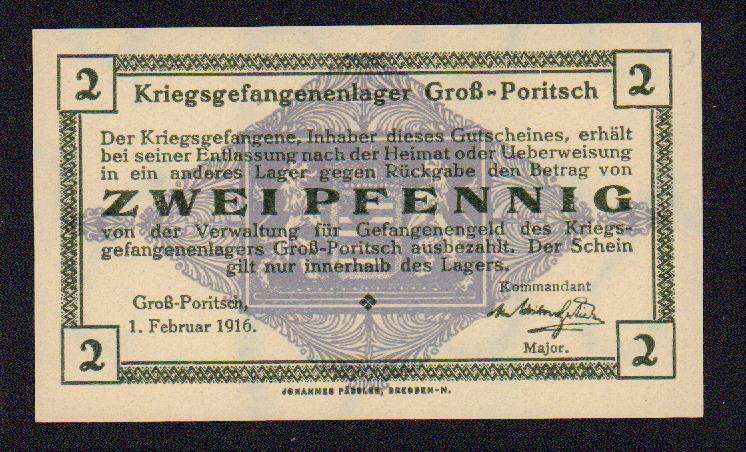 2 2
Kriegsgefangenenlager Groß-Poritsch
Der Kriegsgefangene, Inhaber dieses Gutscheines, erhält
bei seiner Entlassung nach der Heimat oder Ueberweisung
in ein anderes Lager gegen Rückgabe den Betrag von
ZWEI PFENNIG
von der Verwaltung für Gefangenengeld des Kriegs-
gefangenenlagers Groß-Poritsch ausbezahlt. Der Schein
gilt nur innerhalb des Lagers.
Kommandant
Groß-Poritsch,
1. Februar 1916.
Major.
2 2
JOHANNES PÄSSLER, DRESDEN-N.
3